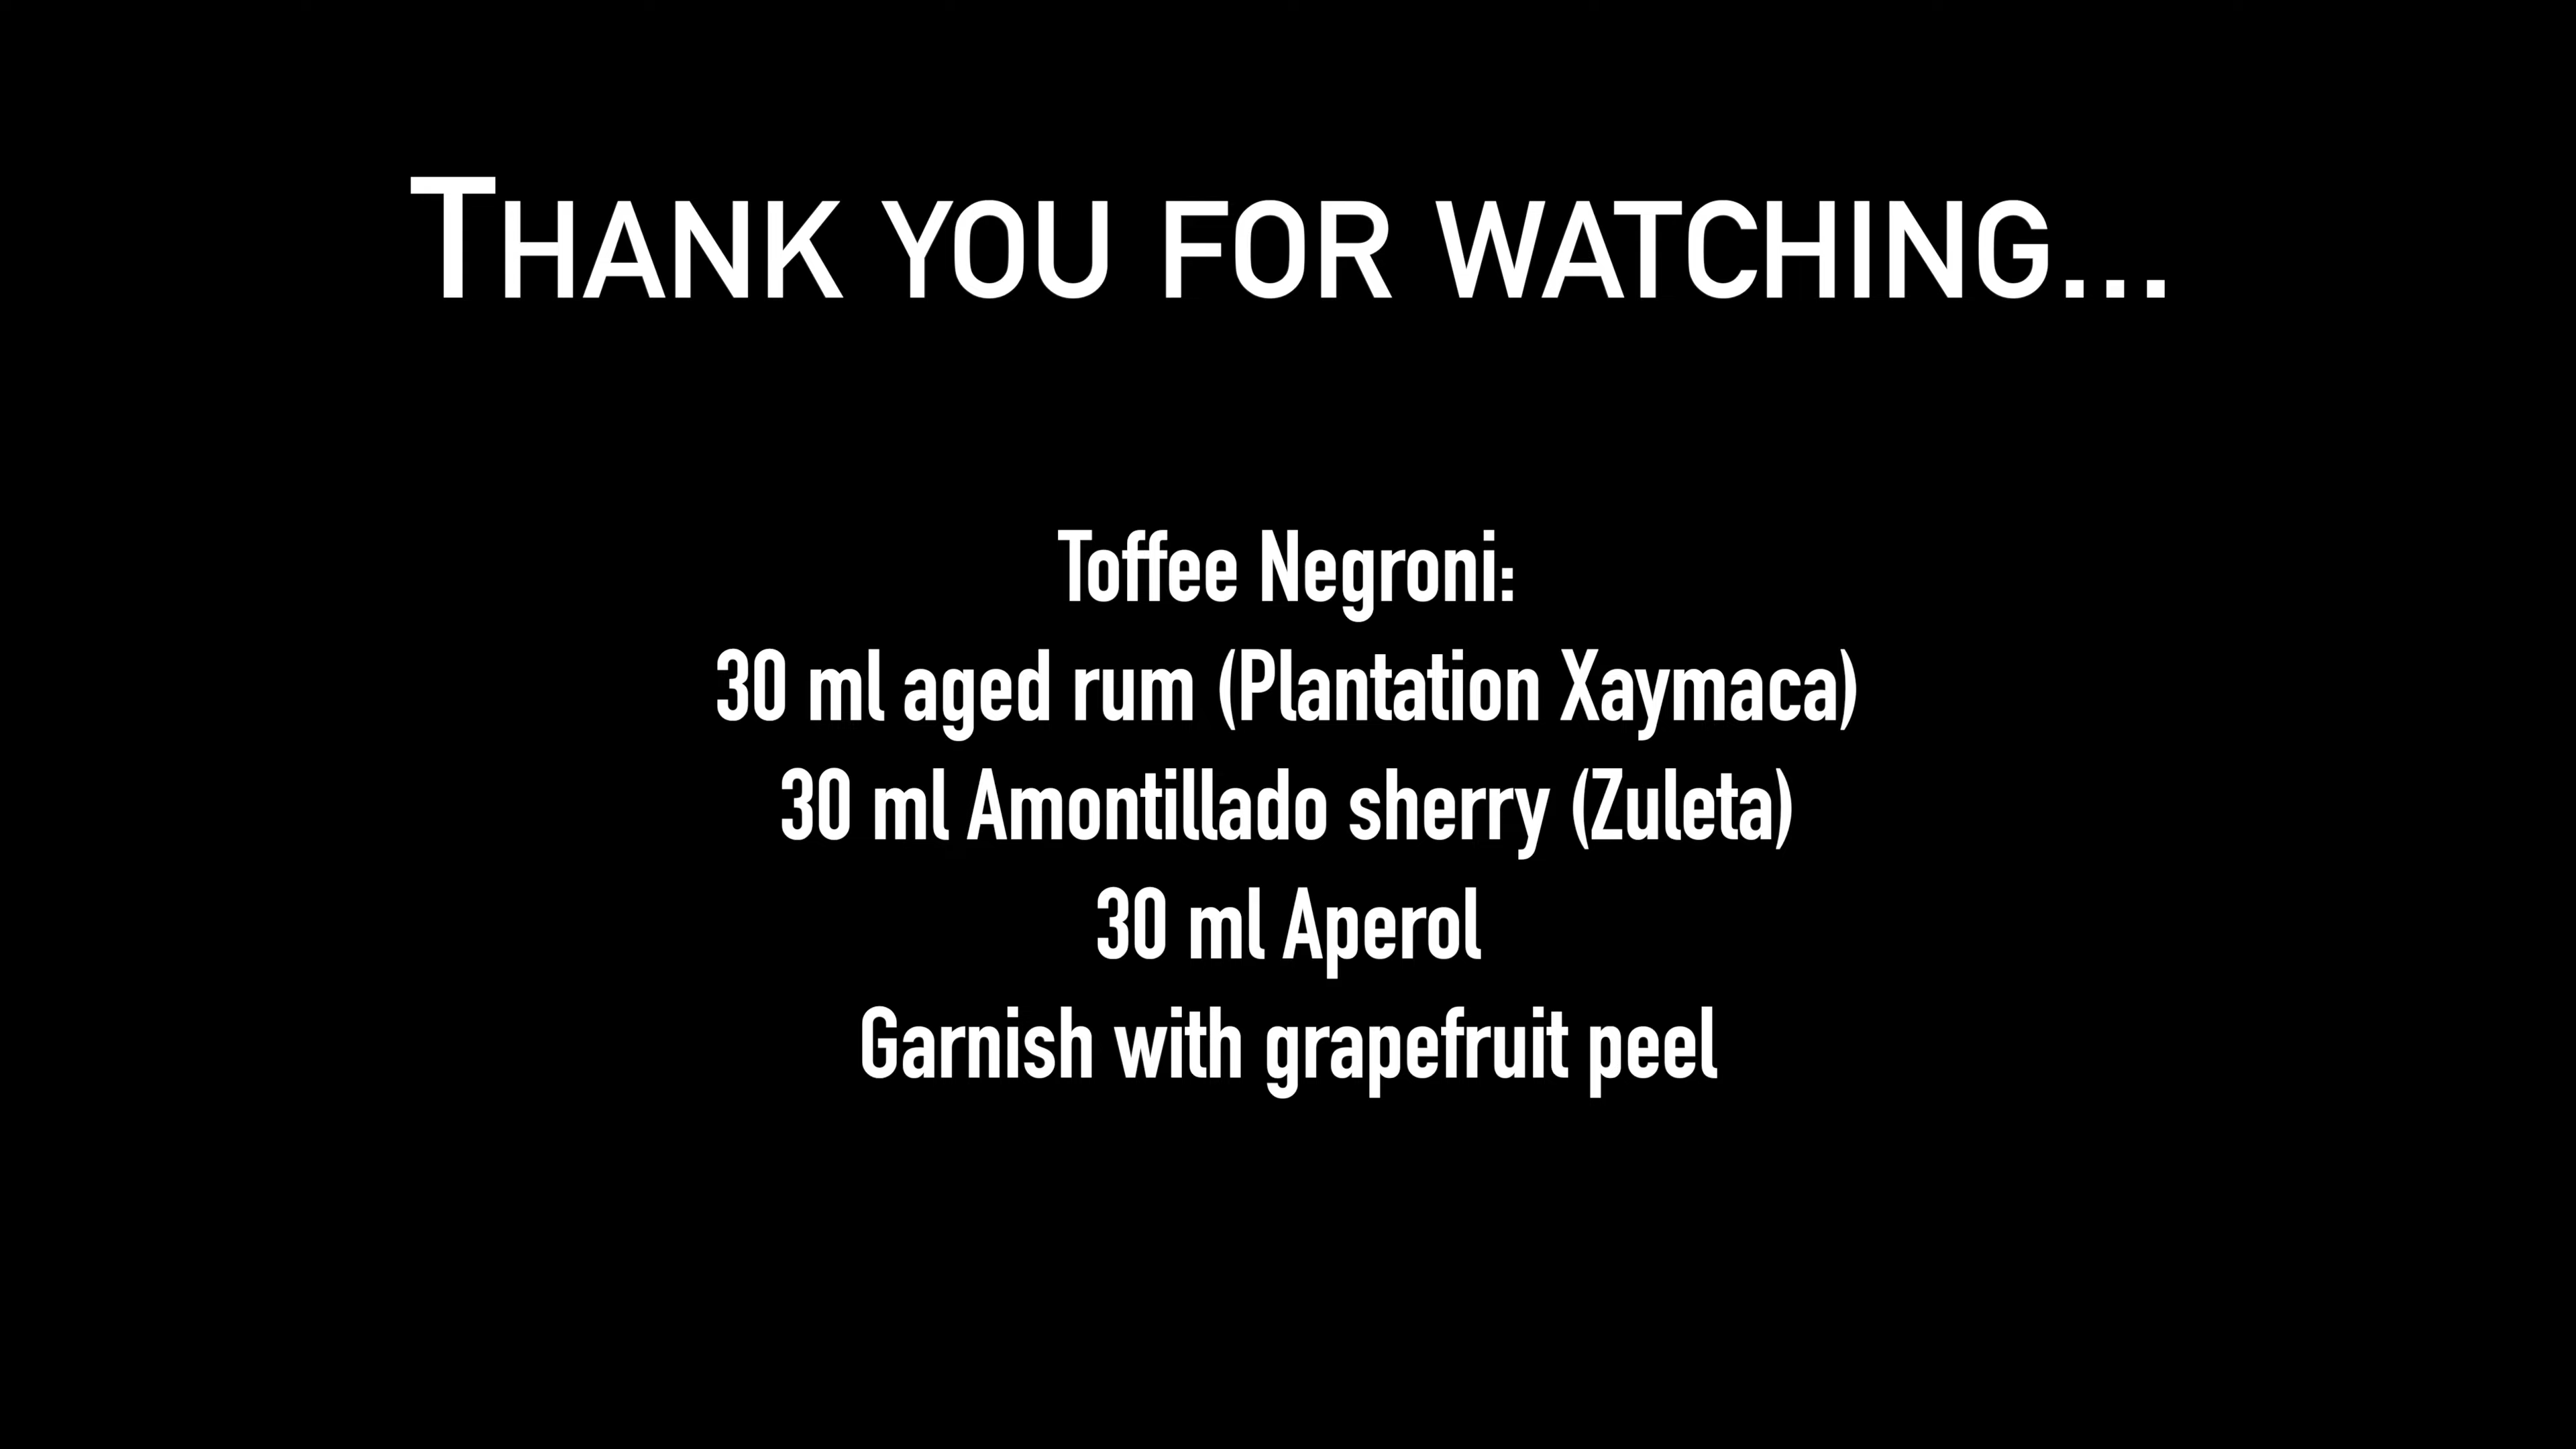 THANK YOU FOR WATCHING...
Toffee Negroni:
30 ml aged rum (Plantation Xaymaca)
30 ml Amontillado sherry (Zuleta)
30 ml Aperol
Garnish with grapefruit peel